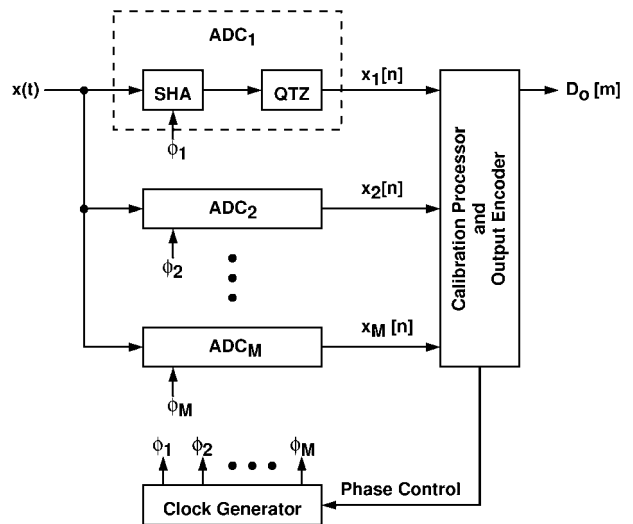 ADC1
x(t)
SHA
QTZ
x1[n]
D0 [m]
ϕ1
ADC2
x2[n]
ϕ2
Calibration Processor
and
Output Encoder
ADCM
xM [n]
ϕM
ϕ1 ϕ2 ϕM
Clock Generator
Phase Control